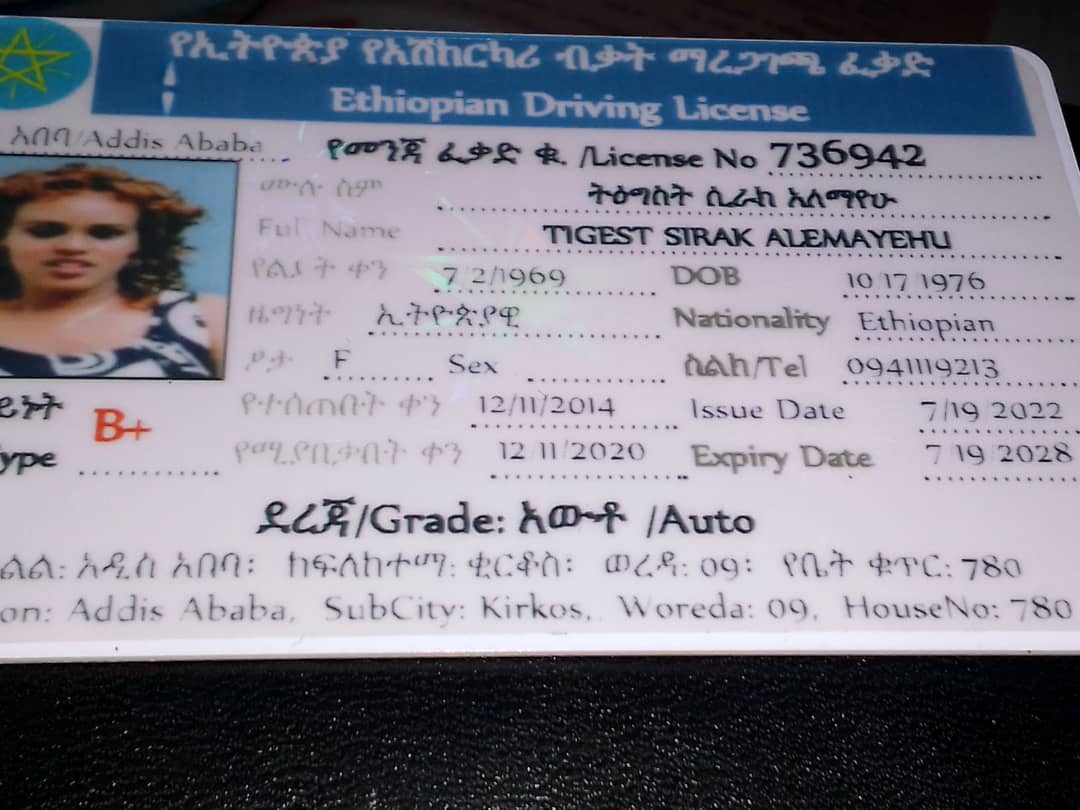 የኢትዮጵያ የአሽከርካሪ ብቃት ማረጋገጫ ፈቃድ
Ethiopian Driving License
አበባ/Addis Ababa
የመንጃ ፈቃድ ቁ. /License No 736942
ሙሉ ስም ትዕግስት ሲራክ አለማየሁ
Full Name TIGEST SIRAK ALEMAYEHU
የልደት ቀን 7/2/1969 DOB 10/17/1976
ዜግነት ኢትዮጵያዊ Nationality Ethiopian
ፆታ F Sex ስልክ/Tel 0941119213
የተሰጠበት ቀን 12/11/2014 Issue Date 7/19/2022
B+
የሚያበቃበት ቀን 12/11/2020 Expiry Date 7/19/2028
ype
ደረጃ/Grade: አውቶ /Auto
ልል: አዲስ አበባ፡ ክፍለከተማ: ቂርቆስ፡ ወረዳ: 09፡ የቤት ቁጥር: 780
on: Addis Ababa, SubCity: Kirkos, Woreda: 09, HouseNo: 780